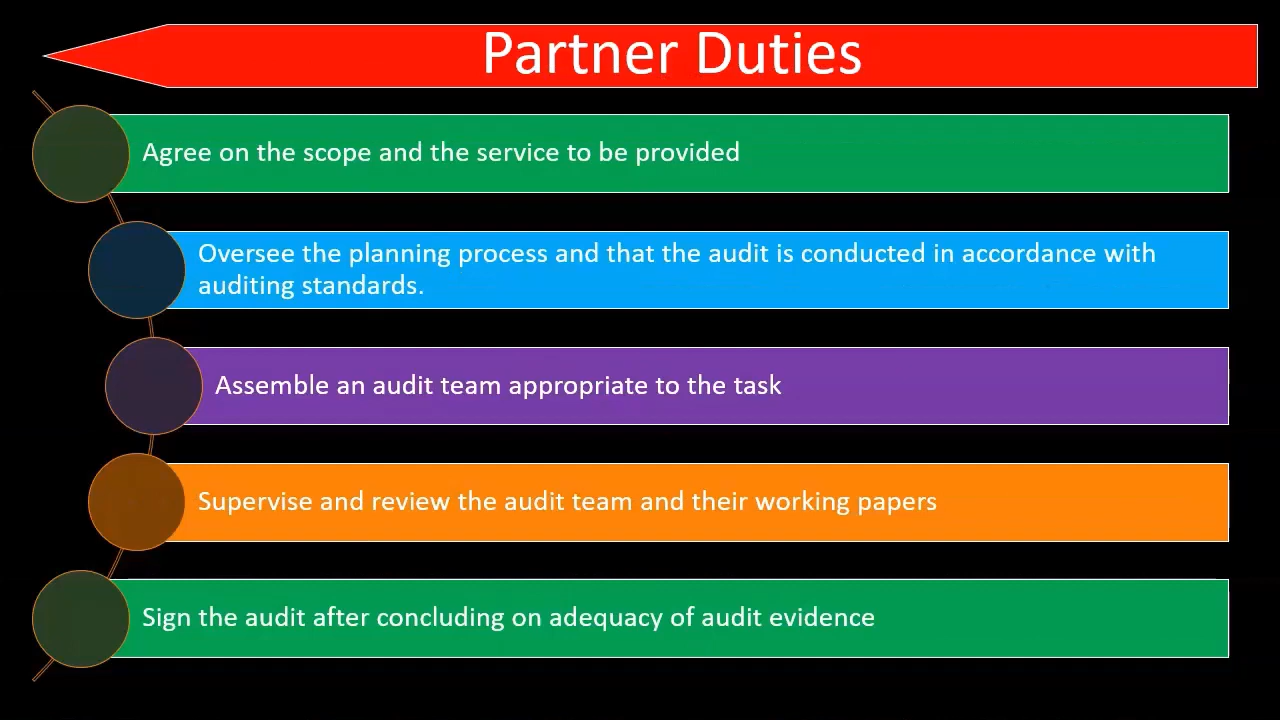 Partner Duties
Agree on the scope and the service to be provided
Oversee the planning process and that the audit is conducted in accordance with
auditing standards.
Assemble an audit team appropriate to the task
Supervise and review the audit team and their working papers
Sign the audit after concluding on adequacy of audit evidence